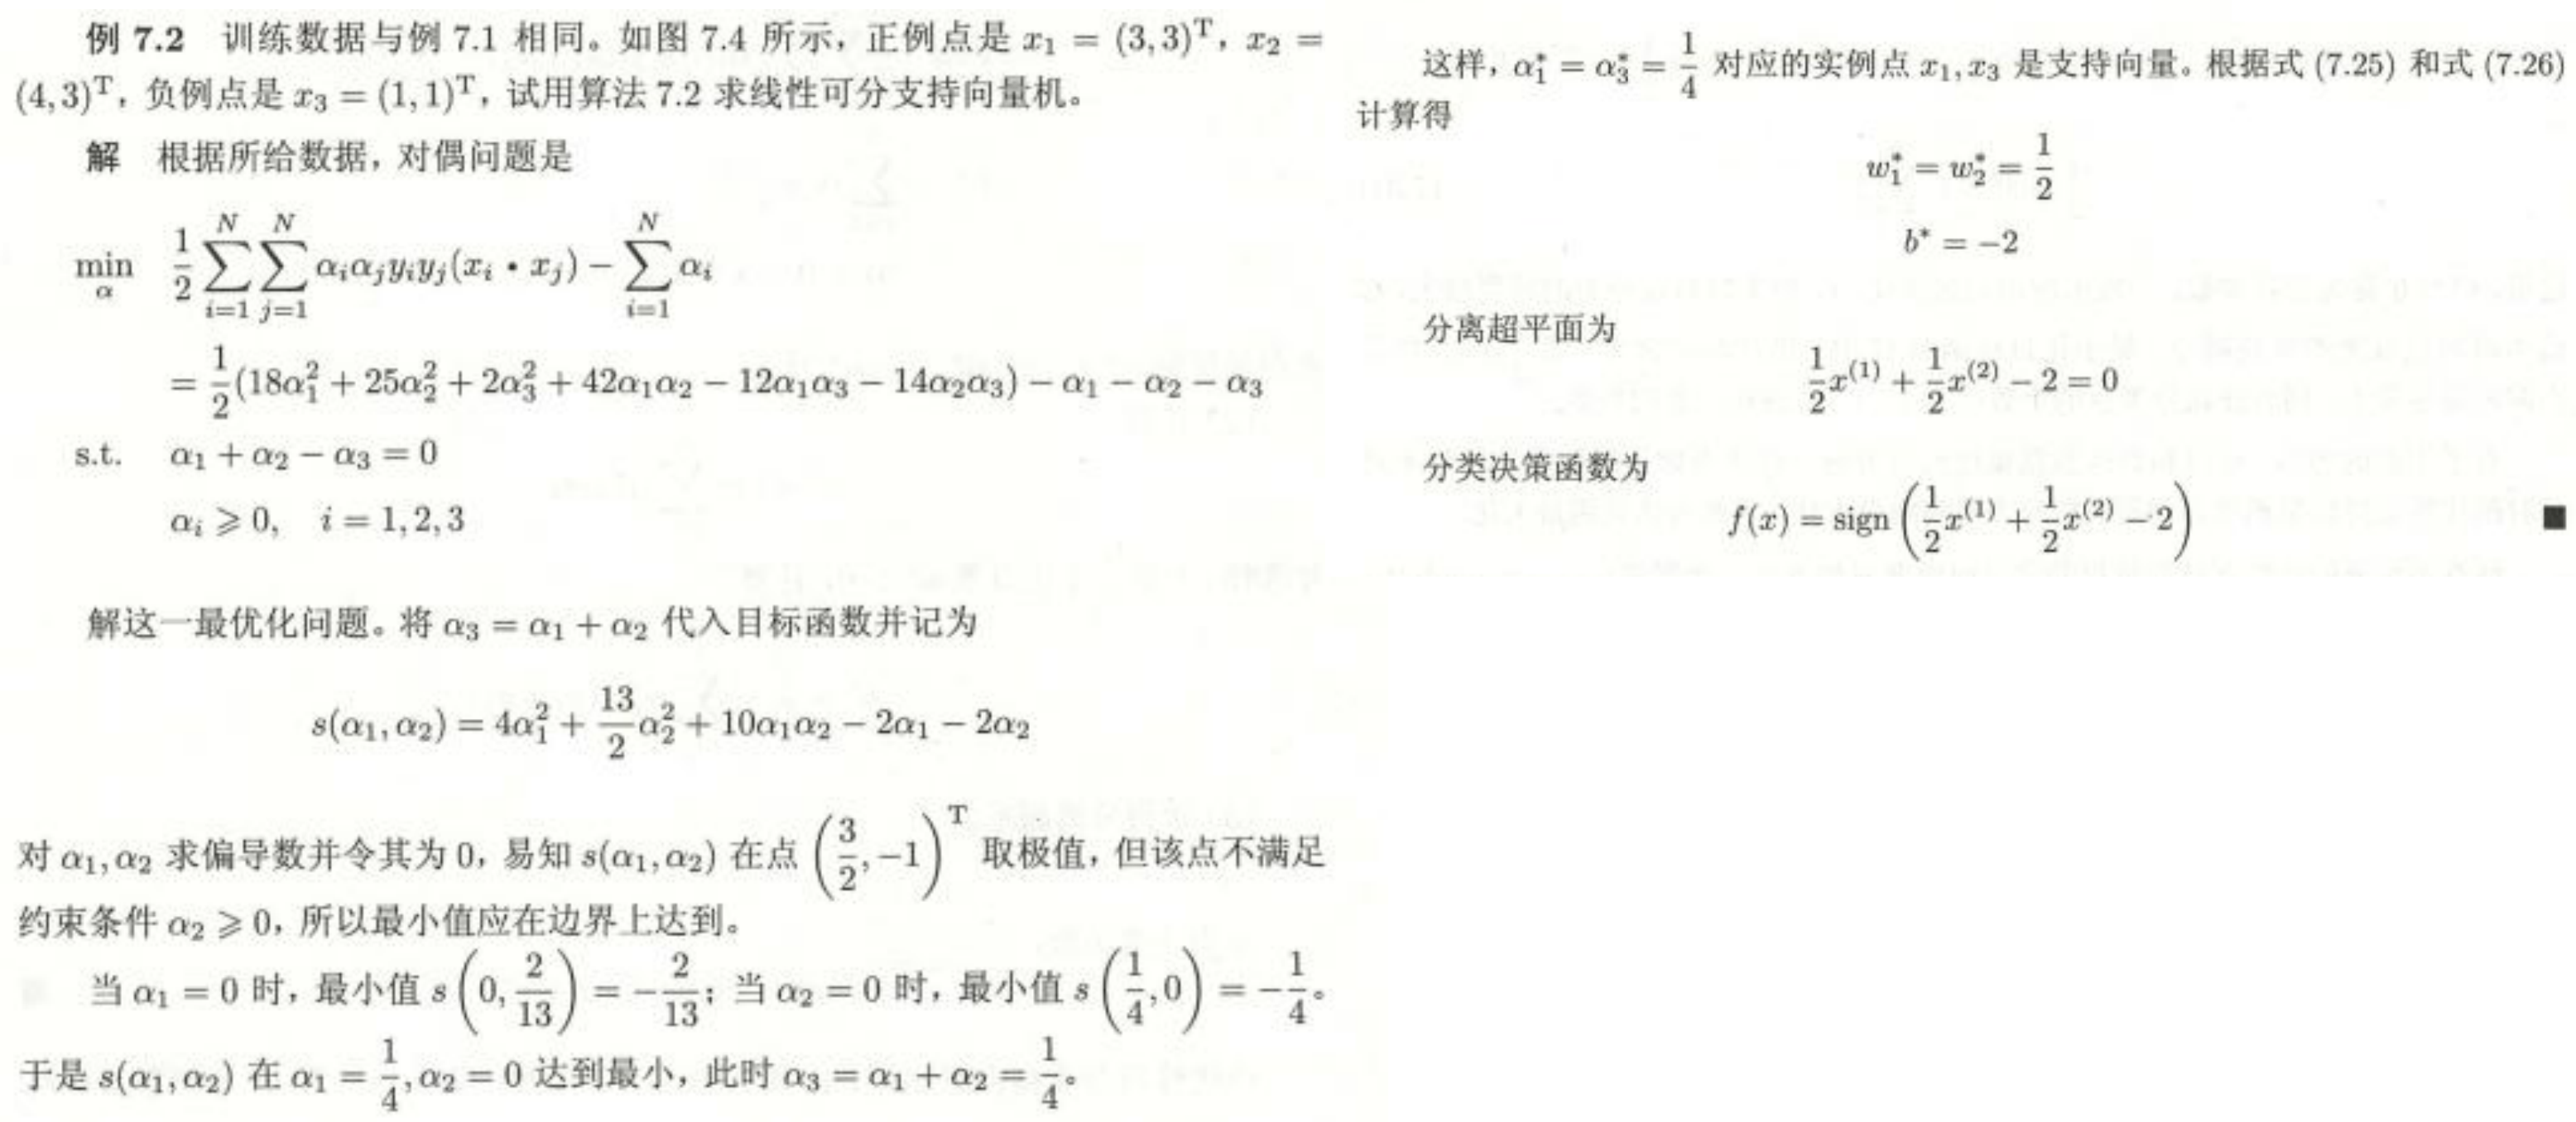 例 7.2 训练数据与例 7.1 相同。如图 7.4 所示，正例点是 $x_1 = (3,3)^{\mathrm{T}}$，$x_2 =$
$(4,3)^{\mathrm{T}}$，负例点是 $x_3 = (1,1)^{\mathrm{T}}$，试用算法 7.2 求线性可分支持向量机。
解 根据所给数据，对偶问题是
$\min\limits_{\alpha} \quad \frac{1}{2}\sum_{i=1}^{N}\sum_{j=1}^{N} \alpha_i\alpha_j y_i y_j (x_i \cdot x_j) - \sum_{i=1}^{N} \alpha_i$
$= \frac{1}{2}(18\alpha_1^2 + 25\alpha_2^2 + 2\alpha_3^2 + 42\alpha_1\alpha_2 - 12\alpha_1\alpha_3 - 14\alpha_2\alpha_3) - \alpha_1 - \alpha_2 - \alpha_3$
s.t. $\alpha_1 + \alpha_2 - \alpha_3 = 0$
$\alpha_i \geqslant 0, \quad i = 1,2,3$
解这一最优化问题。将 $\alpha_3 = \alpha_1 + \alpha_2$ 代入目标函数并记为
$s(\alpha_1,\alpha_2) = 4\alpha_1^2 + \frac{13}{2}\alpha_2^2 + 10\alpha_1\alpha_2 - 2\alpha_1 - 2\alpha_2$
对 $\alpha_1,\alpha_2$ 求偏导数并令其为 0，易知 $s(\alpha_1,\alpha_2)$ 在点 $\left(\frac{3}{2},-1\right)^{\mathrm{T}}$ 取极值，但该点不满足
约束条件 $\alpha_2 \geqslant 0$，所以最小值应在边界上达到。
当 $\alpha_1 = 0$ 时，最小值 $s\left(0,\frac{2}{13}\right) = -\frac{2}{13}$；当 $\alpha_2 = 0$ 时，最小值 $s\left(\frac{1}{4},0\right) = -\frac{1}{4}$。
于是 $s(\alpha_1,\alpha_2)$ 在 $\alpha_1 = \frac{1}{4},\alpha_2 = 0$ 达到最小，此时 $\alpha_3 = \alpha_1 + \alpha_2 = \frac{1}{4}$。
这样，$\alpha_1^* = \alpha_3^* = \frac{1}{4}$ 对应的实例点 $x_1,x_3$ 是支持向量。根据式 (7.25) 和式 (7.26)
计算得
$w_1^* = w_2^* = \frac{1}{2}$
$b^* = -2$
分离超平面为
$\frac{1}{2}x^{(1)} + \frac{1}{2}x^{(2)} - 2 = 0$
分类决策函数为
$f(x) = \mathrm{sign}\left(\frac{1}{2}x^{(1)} + \frac{1}{2}x^{(2)} - 2\right)$ ■